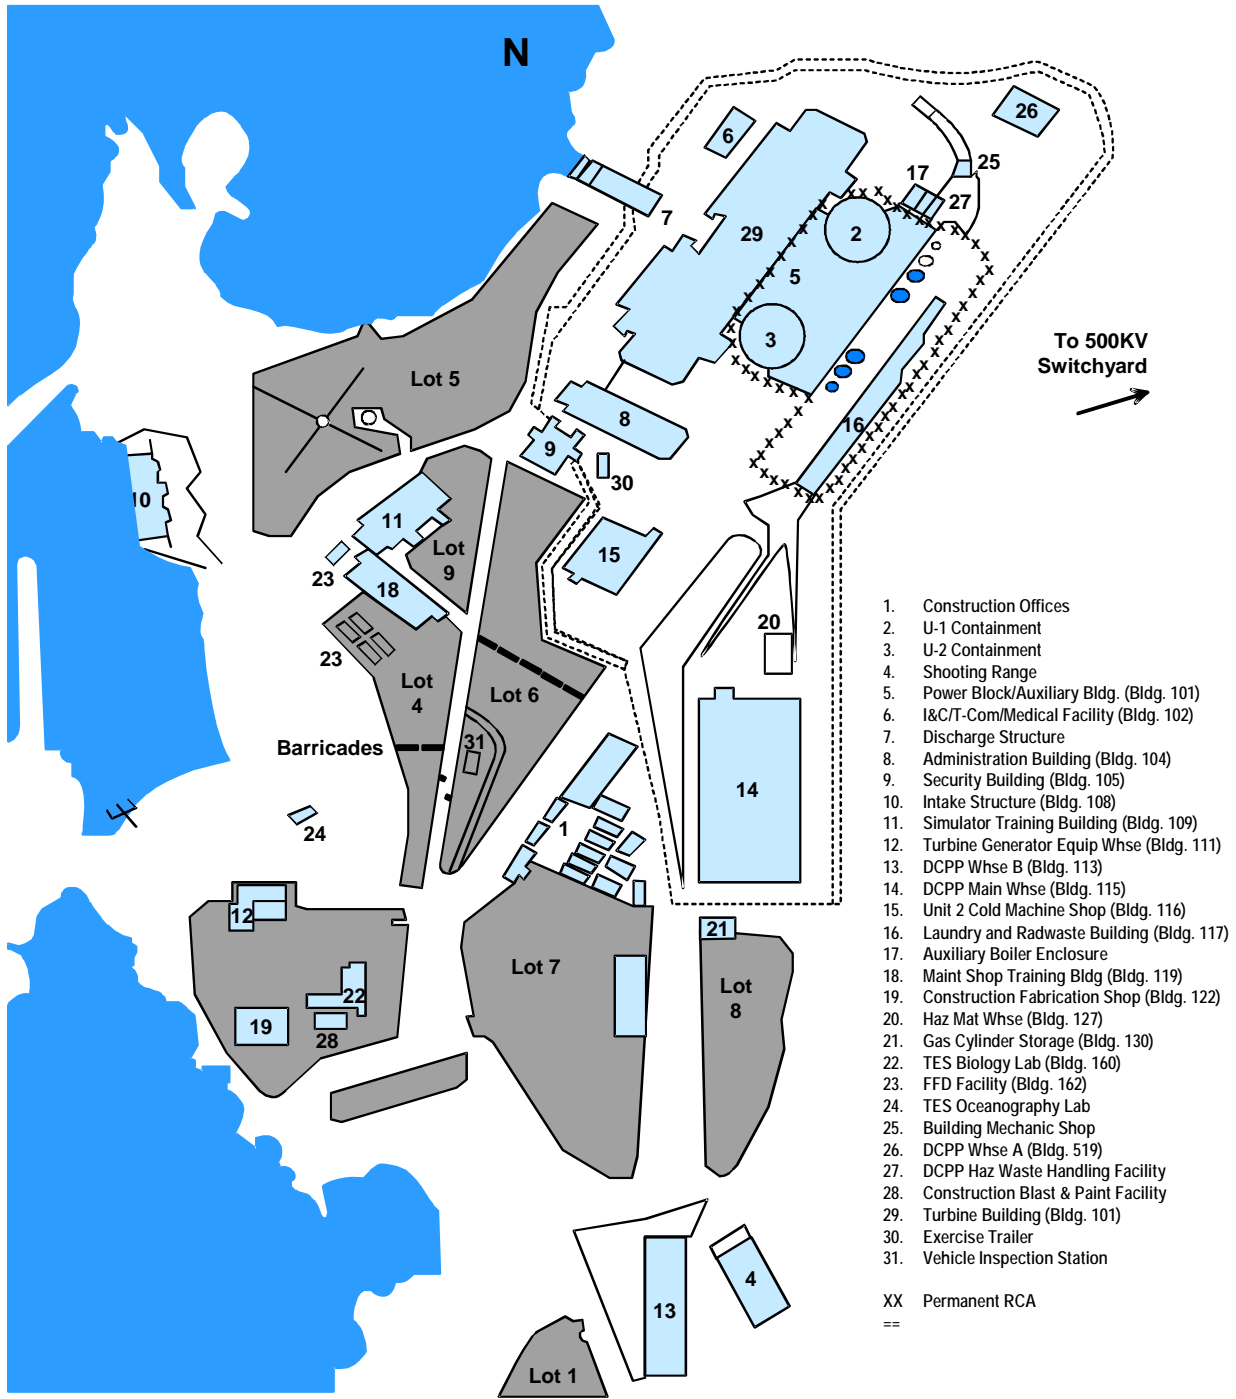 N
26
6
25
17
27
7
29
2
5
3
To 500KV
Switchyard
Lot 5
8
16
9
30
10
11
Lot
9
15
23
18
20
23
Lot
4
Lot 6
31
Barricades
14
1
24
12
21
Lot 7
Lot
8
22
19
28
4
13
Lot 1
1. Construction Offices
2. U-1 Containment
3. U-2 Containment
4. Shooting Range
5. Power Block/Auxiliary Bldg. (Bldg. 101)
6. I&C/T-Com/Medical Facility (Bldg. 102)
7. Discharge Structure
8. Administration Building (Bldg. 104)
9. Security Building (Bldg. 105)
10. Intake Structure (Bldg. 108)
11. Simulator Training Building (Bldg. 109)
12. Turbine Generator Equip Whse (Bldg. 111)
13. DCPP Whse B (Bldg. 113)
14. DCPP Main Whse (Bldg. 115)
15. Unit 2 Cold Machine Shop (Bldg. 116)
16. Laundry and Radwaste Building (Bldg. 117)
17. Auxiliary Boiler Enclosure
18. Maint Shop Training Bldg (Bldg. 119)
19. Construction Fabrication Shop (Bldg. 122)
20. Haz Mat Whse (Bldg. 127)
21. Gas Cylinder Storage (Bldg. 130)
22. TES Biology Lab (Bldg. 160)
23. FFD Facility (Bldg. 162)
24. TES Oceanography Lab
25. Building Mechanic Shop
26. DCPP Whse A (Bldg. 519)
27. DCPP Haz Waste Handling Facility
28. Construction Blast & Paint Facility
29. Turbine Building (Bldg. 101)
30. Exercise Trailer
31. Vehicle Inspection Station
XX Permanent RCA
==